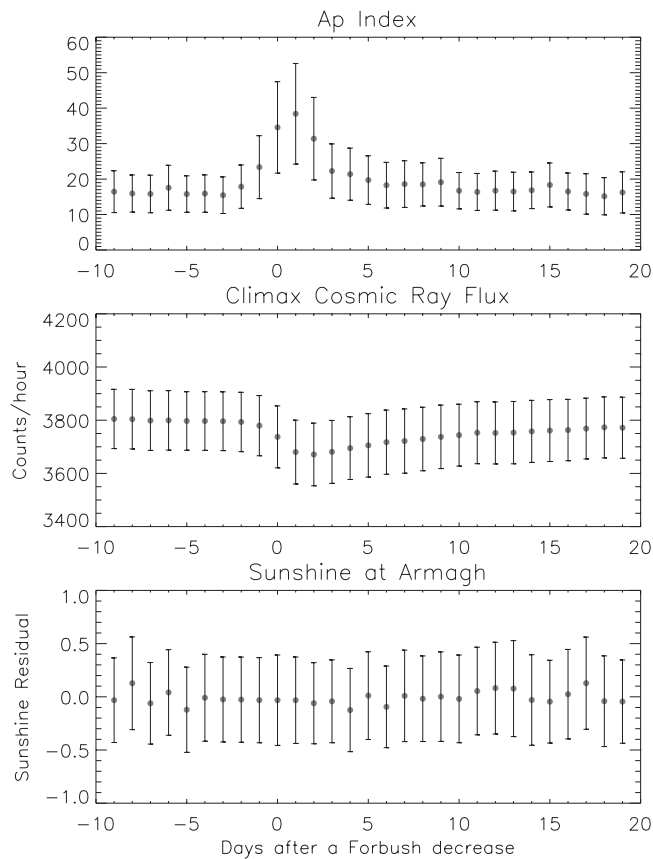 Ap Index
60
50
40
30
20
10
0
−10 −5 0 5 10 15 20
Climax Cosmic Ray Flux
Counts/hour
4200
4000
3800
3600
3400
−10 −5 0 5 10 15 20
Sunshine at Armagh
Sunshine Residual
1.0
0.5
0.0
−0.5
−1.0
−10 −5 0 5 10 15 20
Days after a Forbush decrease